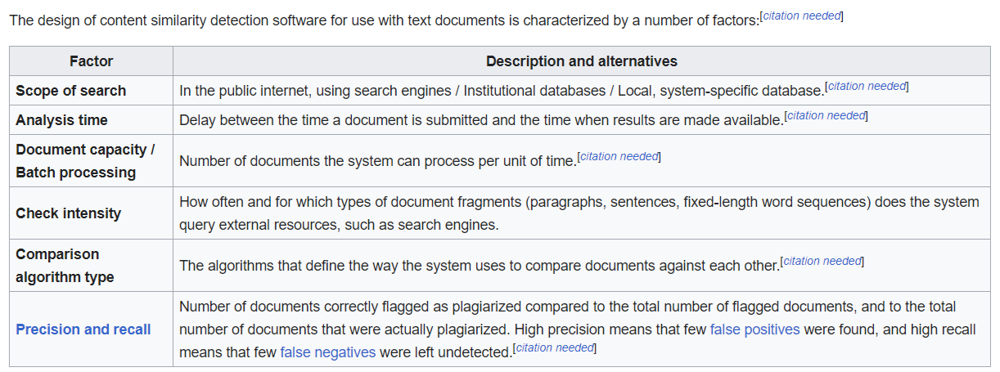 The design of content similarity detection software for use with text documents is characterized by a number of factors:[citation needed]
Factor
Description and alternatives
Scope of search
In the public internet, using search engines / Institutional databases / Local, system-specific database.[citation needed]
Analysis time
Delay between the time a document is submitted and the time when results are made available.[citation needed]
Document capacity /
Batch processing
Number of documents the system can process per unit of time.[citation needed]
Check intensity
How often and for which types of document fragments (paragraphs, sentences, fixed-length word sequences) does the system
query external resources, such as search engines.
Comparison
algorithm type
The algorithms that define the way the system uses to compare documents against each other.[citation needed]
Precision and recall
Number of documents correctly flagged as plagiarized compared to the total number of flagged documents, and to the total
number of documents that were actually plagiarized. High precision means that few false positives were found, and high recall
means that few false negatives were left undetected.[citation needed]